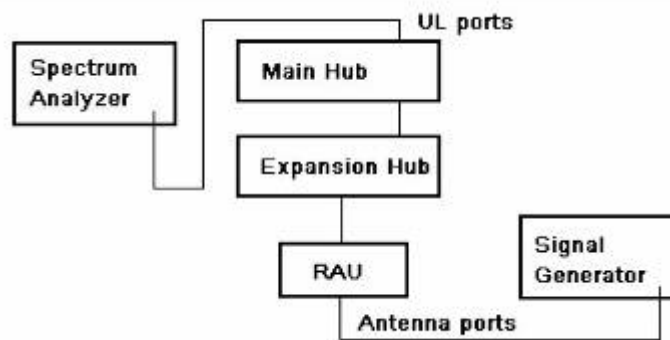 UL ports
Spectrum
Analyzer
Main Hub
Expansion Hub
RAU
Signal
Generator
Antenna ports